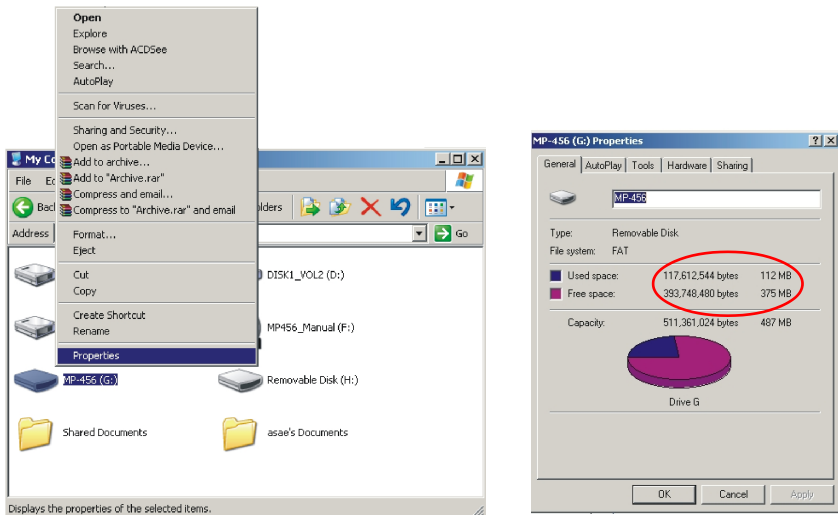 Open
Explore
Browse with ACDSee
Search...
AutoPlay
Scan for Viruses...
Sharing and Security...
Open as Portable Media Device...
Add to archive...
Add to "Archive.rar"
Compress and email...
Compress to "Archive.rar" and email
Format...
Eject
Cut
Copy
Create Shortcut
Rename
Properties
My Co
File Ed
Bac lders
Address Go
DISK1_VOL2 (D:)
MP456_Manual (F:)
MP-456 (G:) Removable Disk (H:)
Shared Documents asae's Documents
Displays the properties of the selected items.
MP-456 (G:) Properties
General AutoPlay Tools Hardware Sharing
MP-456
Type: Removable Disk
File system: FAT
Used space: 117,612,544 bytes 112 MB
Free space: 393,748,480 bytes 375 MB
Capacity: 511,361,024 bytes 487 MB
Drive G
OK Cancel Apply